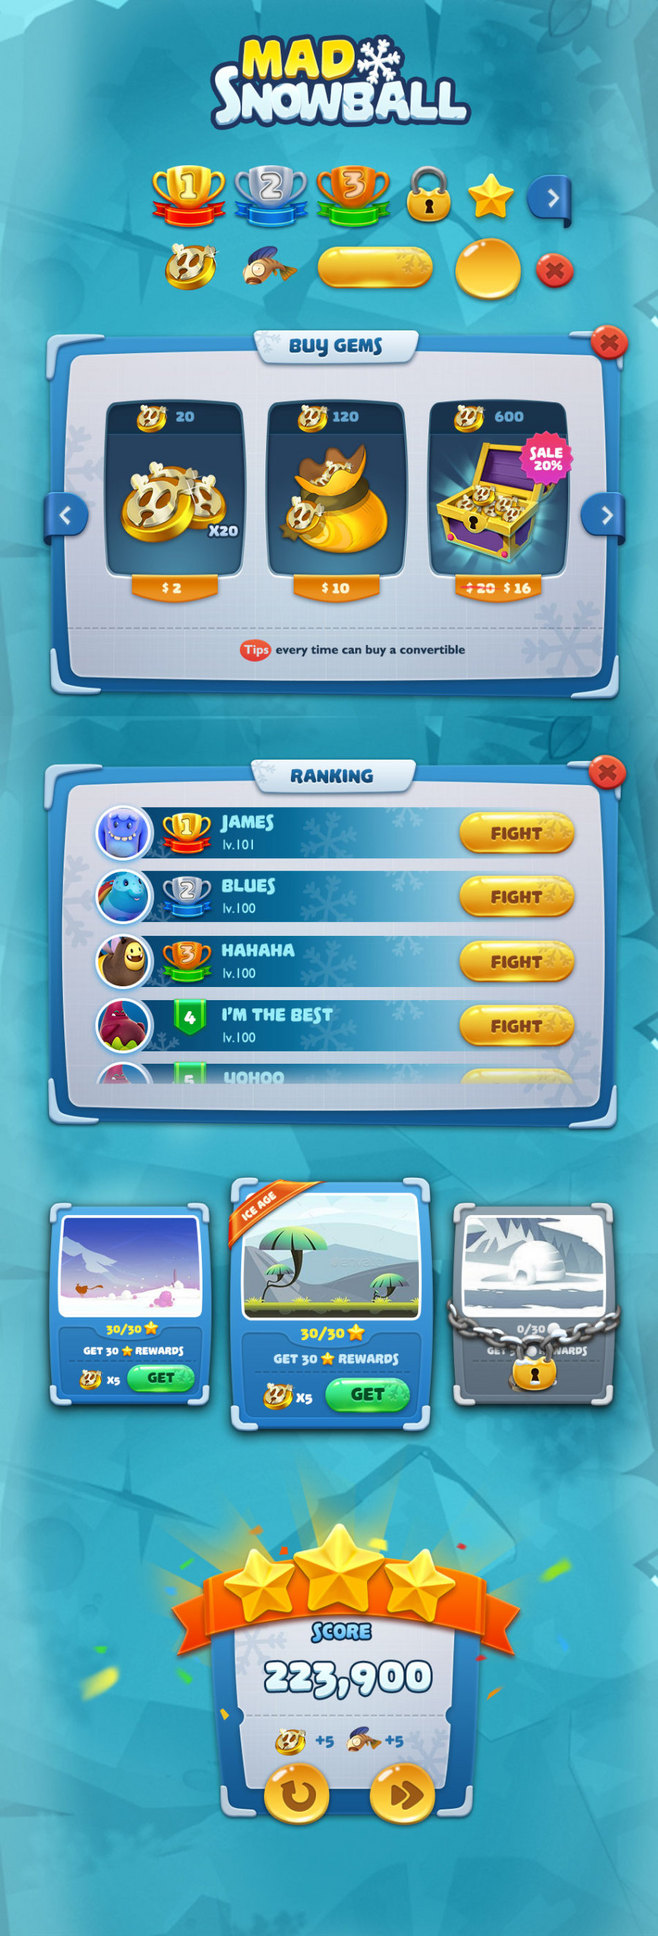 MAD
SNOWBALL
1 2 3
BUY GEMS
20 120 600
SALE
20%
X20
$ 2 $ 10 $ 20 $ 16
Tips every time can buy a convertible
RANKING
1 JAMES
lv.101
FIGHT
2 BLUES
lv.100
FIGHT
3 HAHAHA
lv.100
FIGHT
4 I'M THE BEST
lv.100
FIGHT
5 YOHOO
ICE AGE
30/30
GET 30 REWARDS
X5 GET
30/30
GET 30 REWARDS
X5 GET
0/30
SCORE
223,900
+5 +5